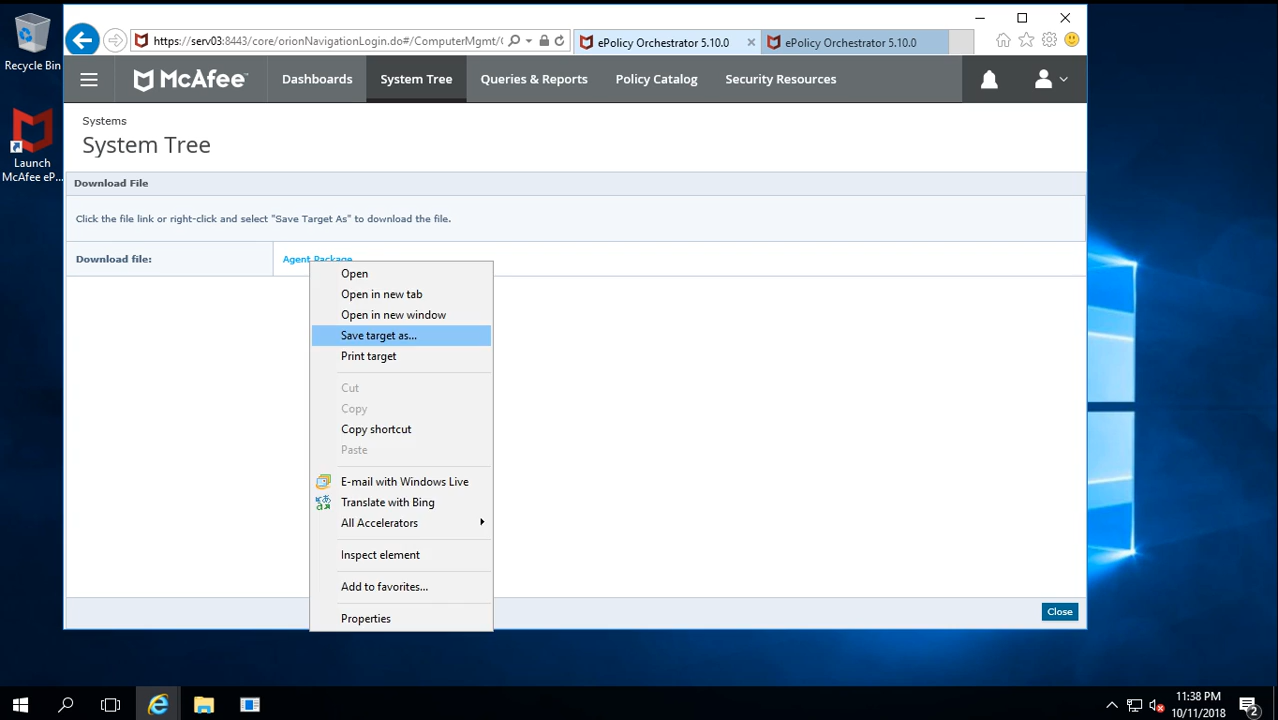 Recycle Bin
Launch
McAfee eP...
https://serv03:8443/core/orionNavigationLogin.do#/ComputerMgmt/
ePolicy Orchestrator 5.10.0
ePolicy Orchestrator 5.10.0
McAfee™
Dashboards
System Tree
Queries & Reports
Policy Catalog
Security Resources
Systems
System Tree
Download File
Click the file link or right-click and select "Save Target As" to download the file.
Download file:
Agent Package
Open
Open in new tab
Open in new window
Save target as...
Print target
Cut
Copy
Copy shortcut
Paste
E-mail with Windows Live
Translate with Bing
All Accelerators
Inspect element
Add to favorites...
Properties
Close
11:38 PM
10/11/2018
2